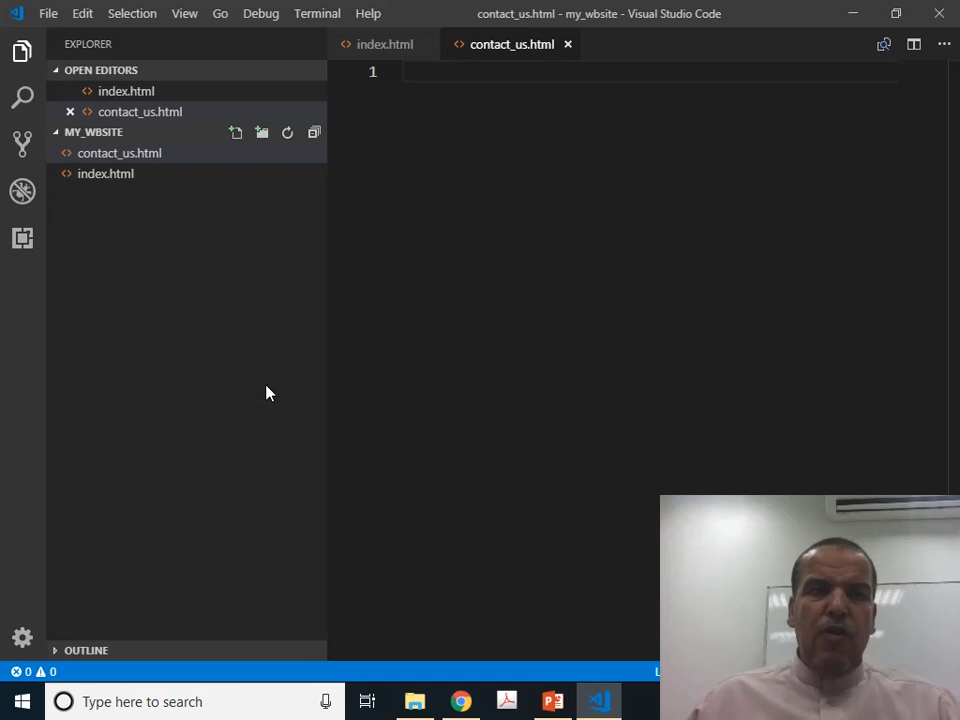 File Edit Selection View Go Debug Terminal Help contact_us.html - my_wbsite - Visual Studio Code
EXPLORER
index.html
contact_us.html
OPEN EDITORS
index.html
contact_us.html
MY_WBSITE
contact_us.html
index.html
1
OUTLINE
0 0
Type here to search